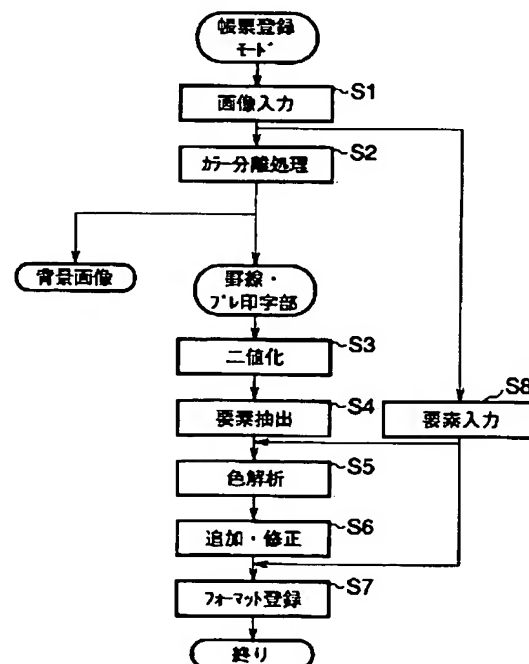 帳票登録
モード
画像入力
S1
カラー分離処理
S2
背景画像
罫線・
プレ印字部
二値化
S3
要素抽出
S4
要素入力
S8
色解析
S5
追加・修正
S6
フォーマット登録
S7
終り